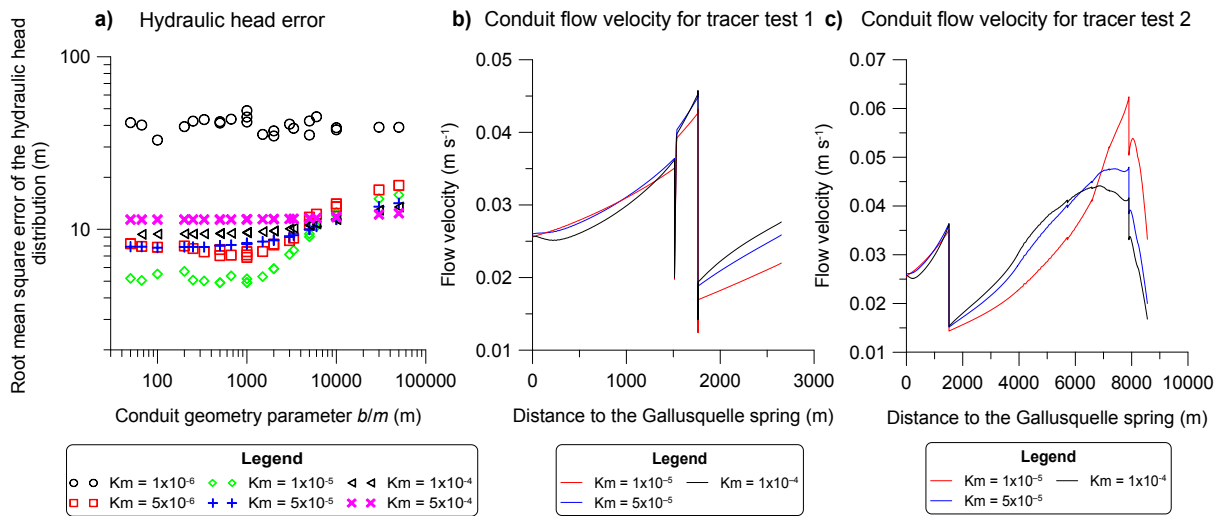 a) Hydraulic head error
Root mean square error of the hydraulic head
distribution (m)
100
10
100 1000 10000 100000
Conduit geometry parameter b/m (m)
Legend
Km = 1x10⁻⁶ Km = 1x10⁻⁵ Km = 1x10⁻⁴
Km = 5x10⁻⁶ Km = 5x10⁻⁵ Km = 5x10⁻⁴
b) Conduit flow velocity for tracer test 1
Flow velocity (m s⁻¹)
0.05
0.04
0.03
0.02
0.01
0 1000 2000 3000
Distance to the Gallusquelle spring (m)
Legend
Km = 1x10⁻⁵ Km = 1x10⁻⁴
Km = 5x10⁻⁵
c) Conduit flow velocity for tracer test 2
Flow velocity (m s⁻¹)
0.07
0.06
0.05
0.04
0.03
0.02
0.01
0 2000 4000 6000 8000 10000
Distance to the Gallusquelle spring (m)
Legend
Km = 1x10⁻⁵ Km = 1x10⁻⁴
Km = 5x10⁻⁵